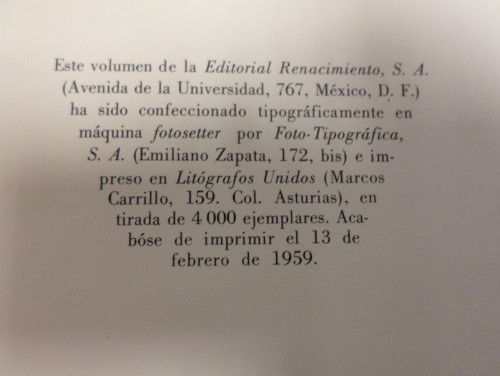 Este volumen de la Editorial Renacimiento, S. A.
(Avenida de la Universidad, 767, México, D. F.)
ha sido confeccionado tipográficamente en
máquina fotosetter por Foto-Tipográfica,
S. A. (Emiliano Zapata, 172, bis) e im-
preso en Litógrafos Unidos (Marcos
Carrillo, 159. Col. Asturias), en
tirada de 4 000 ejemplares. Aca-
bóse de imprimir el 13 de
febrero de 1959.